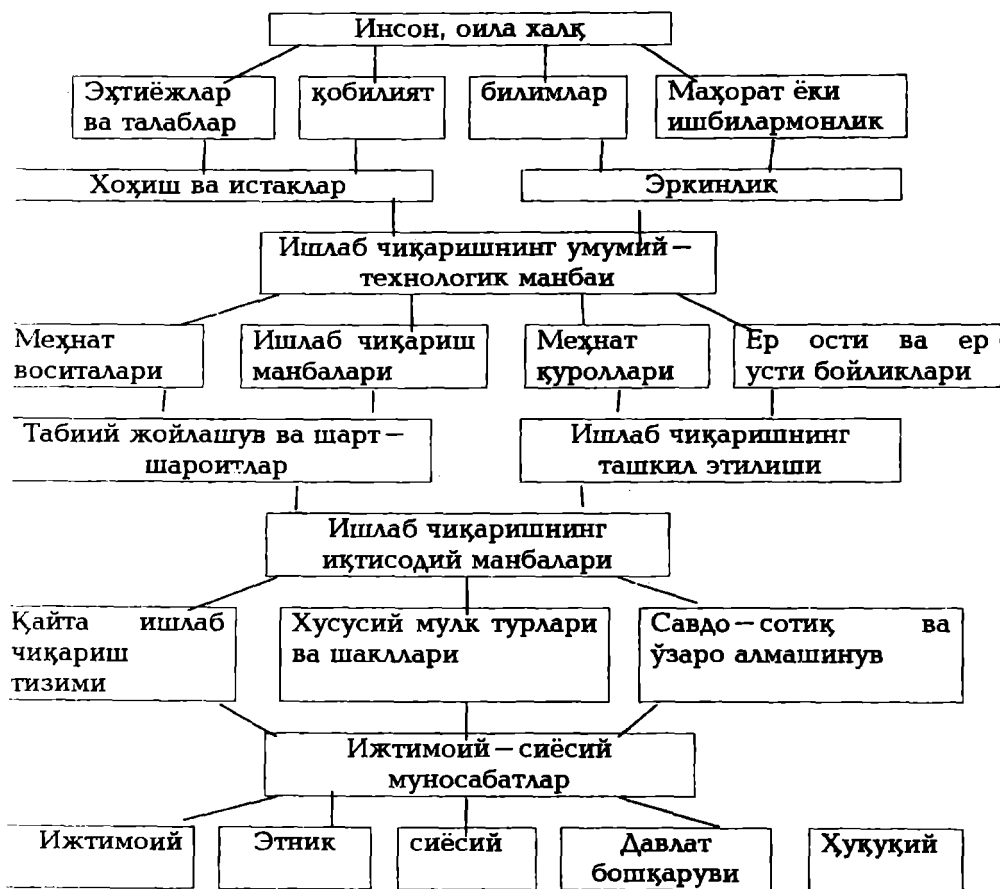 Инсон, оила халқ
Эҳтиёжлар
ва талаблар
қобилият
билимлар
Маҳорат ёки
ишбилармонлик
Хоҳиш ва истаклар
Эркинлик
Ишлаб чиқаришнинг умумий–
технологик манбаи
Меҳнат
воситалари
Ишлаб чиқариш
манбалари
Меҳнат
қуроллари
Ер ости ва ер
усти бойликлари
Табиий жойлашув ва шарт–
шароитлар
Ишлаб чиқаришнинг
ташкил этилиши
Ишлаб чиқаришнинг
иқтисодий манбалари
Қайта ишлаб
чиқариш
тизими
Хусусий мулк турлари
ва шакллари
Савдо–сотиқ ва
ўзаро алмашинув
Ижтимоий–сиёсий
муносабатлар
Ижтимоий
Этник
сиёсий
Давлат
бошқаруви
Ҳуқуқий